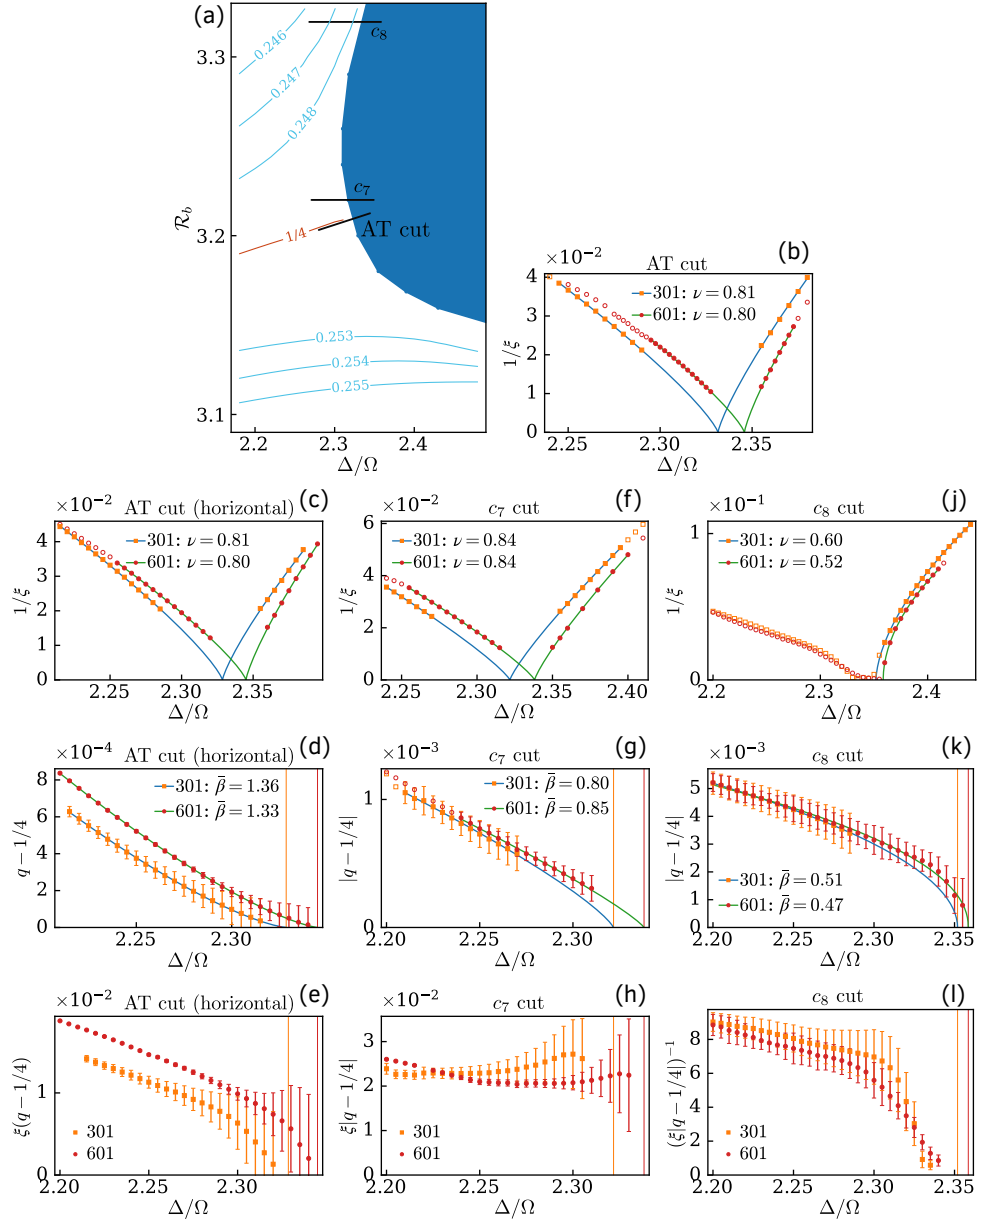 (a)
c₈
0.246
0.247
0.248
3.3
c₇
ℛ_b
1/4
AT cut
3.2
0.253
0.254
0.255
3.1
2.2 2.3 2.4
Δ/Ω
(b)
×10⁻² AT cut
301: ν = 0.81
601: ν = 0.80
1/ξ
4
3
2
1
0
2.25 2.30 2.35
Δ/Ω
(c)
×10⁻² AT cut (horizontal)
301: ν = 0.81
601: ν = 0.80
1/ξ
4
3
2
1
0
2.25 2.30 2.35
Δ/Ω
(f)
×10⁻² c₇ cut
301: ν = 0.84
601: ν = 0.84
1/ξ
6
4
2
0
2.25 2.30 2.35 2.40
Δ/Ω
(j)
×10⁻¹ c₈ cut
301: ν = 0.60
601: ν = 0.52
1/ξ
1
0
2.2 2.3 2.4
Δ/Ω
(d)
×10⁻⁴ AT cut (horizontal)
301: β̄ = 1.36
601: β̄ = 1.33
q − 1/4
8
6
4
2
0
2.25 2.30
Δ/Ω
(g)
×10⁻³ c₇ cut
301: β̄ = 0.80
601: β̄ = 0.85
|q − 1/4|
1
0
2.20 2.25 2.30
Δ/Ω
(k)
×10⁻³ c₈ cut
301: β̄ = 0.51
601: β̄ = 0.47
|q − 1/4|
5
4
3
2
1
0
2.20 2.25 2.30 2.35
Δ/Ω
(e)
×10⁻² AT cut (horizontal)
301
601
ξ(q − 1/4)
1
0
2.20 2.25 2.30
Δ/Ω
(h)
×10⁻² c₇ cut
301
601
ξ|q − 1/4|
3
2
1
0
2.20 2.25 2.30
Δ/Ω
(l)
c₈ cut
301
601
(ξ|q − 1/4|)⁻¹
8
6
4
2
0
2.20 2.25 2.30 2.35
Δ/Ω